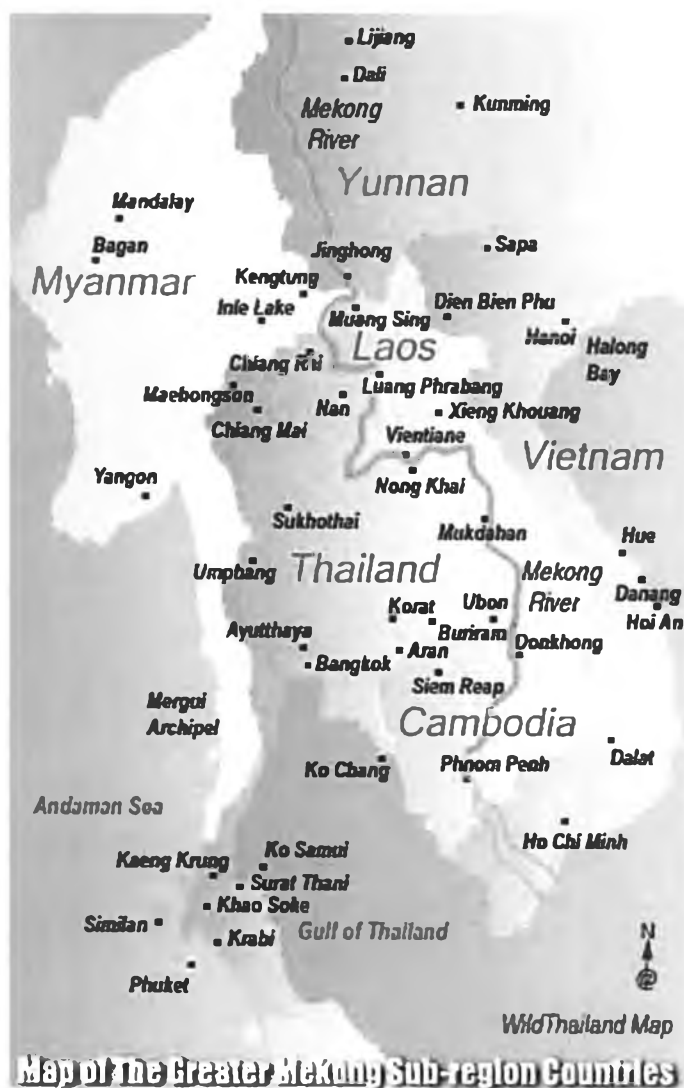 Lijiang
Dali
Mekong
River
Kunming
Yunnan
Mandalay
Bagan
Myanmar
Jinghong
Sapa
Kengtung
Inle Lake
Muang Sing
Dien Bien Phu
Hanoi
Halong
Bay
Laos
Chiang Rai
Luang Phrabang
Maehongson
Nan
Xieng Khouang
Chiang Mai
Vientiane
Vietnam
Nong Khai
Yangon
Sukhothai
Mukdahan
Hue
Umphang
Thailand
Mekong
River
Danang
Hoi An
Korat
Ubon
Buriram
Ayutthaya
Aran
Donkhong
Bangkok
Siem Reap
Mergui
Archipel
Cambodia
Ko Chang
Phnom Penh
Dalat
Andaman Sea
Ho Chi Minh
Kaeng Krung
Ko Samui
Surat Thani
Khao Soke
Similan
Krabi
Gulf of Thailand
N
Phuket
WildThailand Map
Map of The Greater Mekong Sub-region Countries